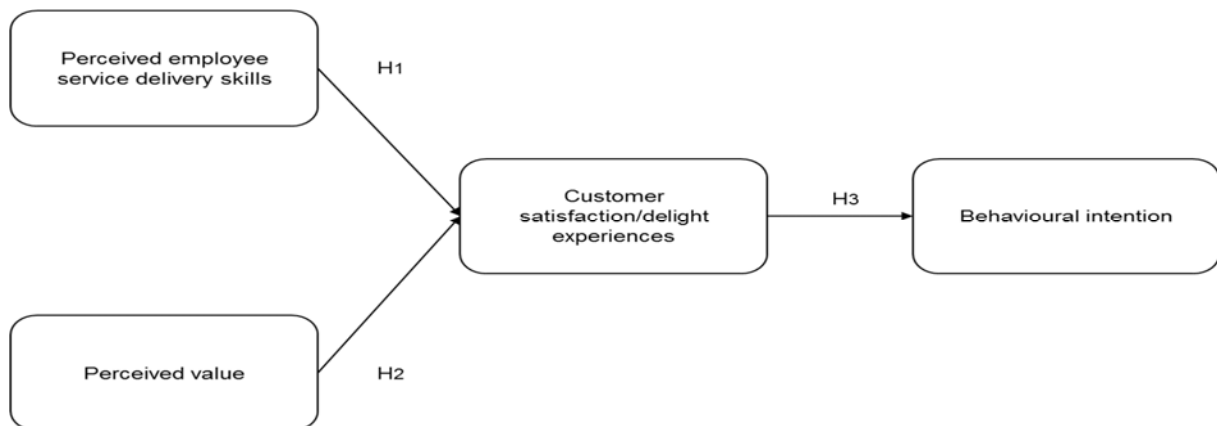 Perceived employee
service delivery skills
H1
Customer
satisfaction/delight
experiences
H3
Behavioural intention
Perceived value
H2